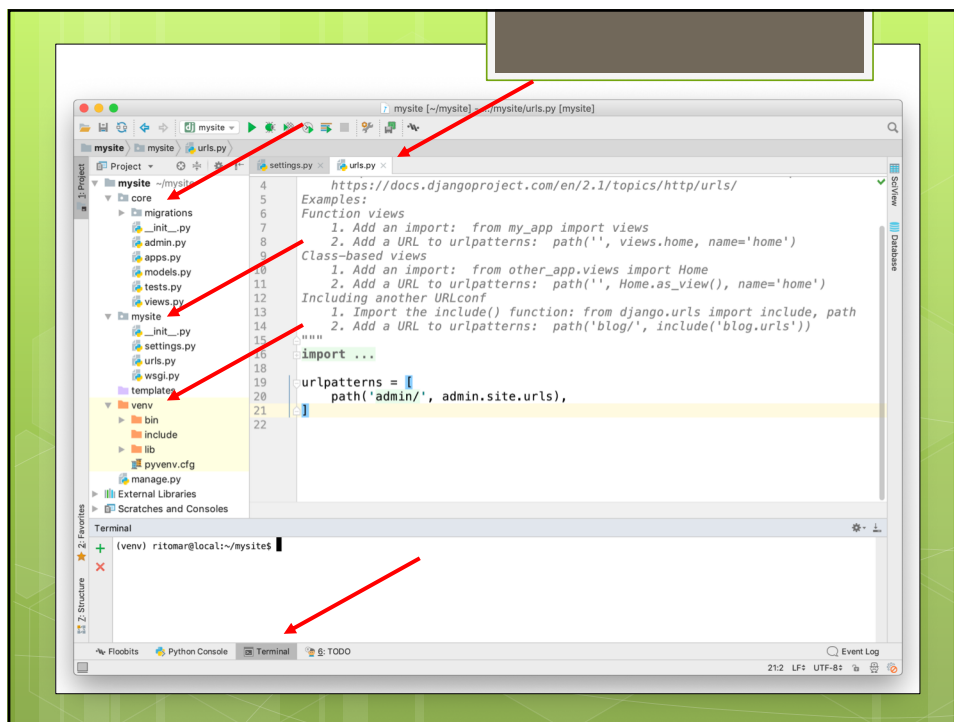 mysite [~/mysite] - .../mysite/urls.py [mysite]
mysite
mysite mysite urls.py
Project
settings.py urls.py
1: Project
mysite ~/mysite
core
migrations
__init__.py
admin.py
apps.py
models.py
tests.py
views.py
mysite
__init__.py
settings.py
urls.py
wsgi.py
templates
venv
bin
include
lib
pyvenv.cfg
manage.py
External Libraries
Scratches and Consoles
4 https://docs.djangoproject.com/en/2.1/topics/http/urls/
5 Examples:
6 Function views
7 1. Add an import: from my_app import views
8 2. Add a URL to urlpatterns: path('', views.home, name='home')
9 Class-based views
10 1. Add an import: from other_app.views import Home
11 2. Add a URL to urlpatterns: path('', Home.as_view(), name='home')
12 Including another URLconf
13 1. Import the include() function: from django.urls import include, path
14 2. Add a URL to urlpatterns: path('blog/', include('blog.urls'))
15 """
16 import ...
18
19 urlpatterns = [
20 path('admin/', admin.site.urls),
21 ]
22
SciView
Database
2: Favorites
Z: Structure
Terminal
(venv) ritomar@local:~/mysite$
Floobits Python Console Terminal 6: TODO Event Log
21:2 LF UTF-8